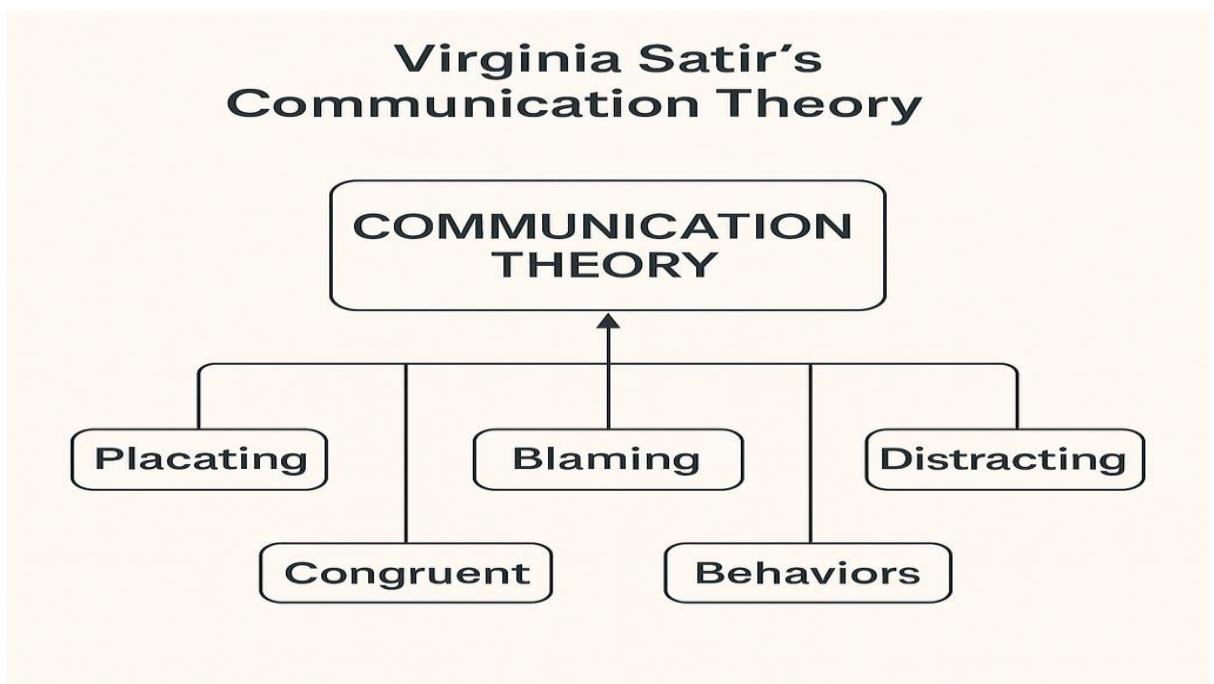 Virginia Satir's
Communication Theory
COMMUNICATION
THEORY
Placating
Blaming
Distracting
Congruent
Behaviors